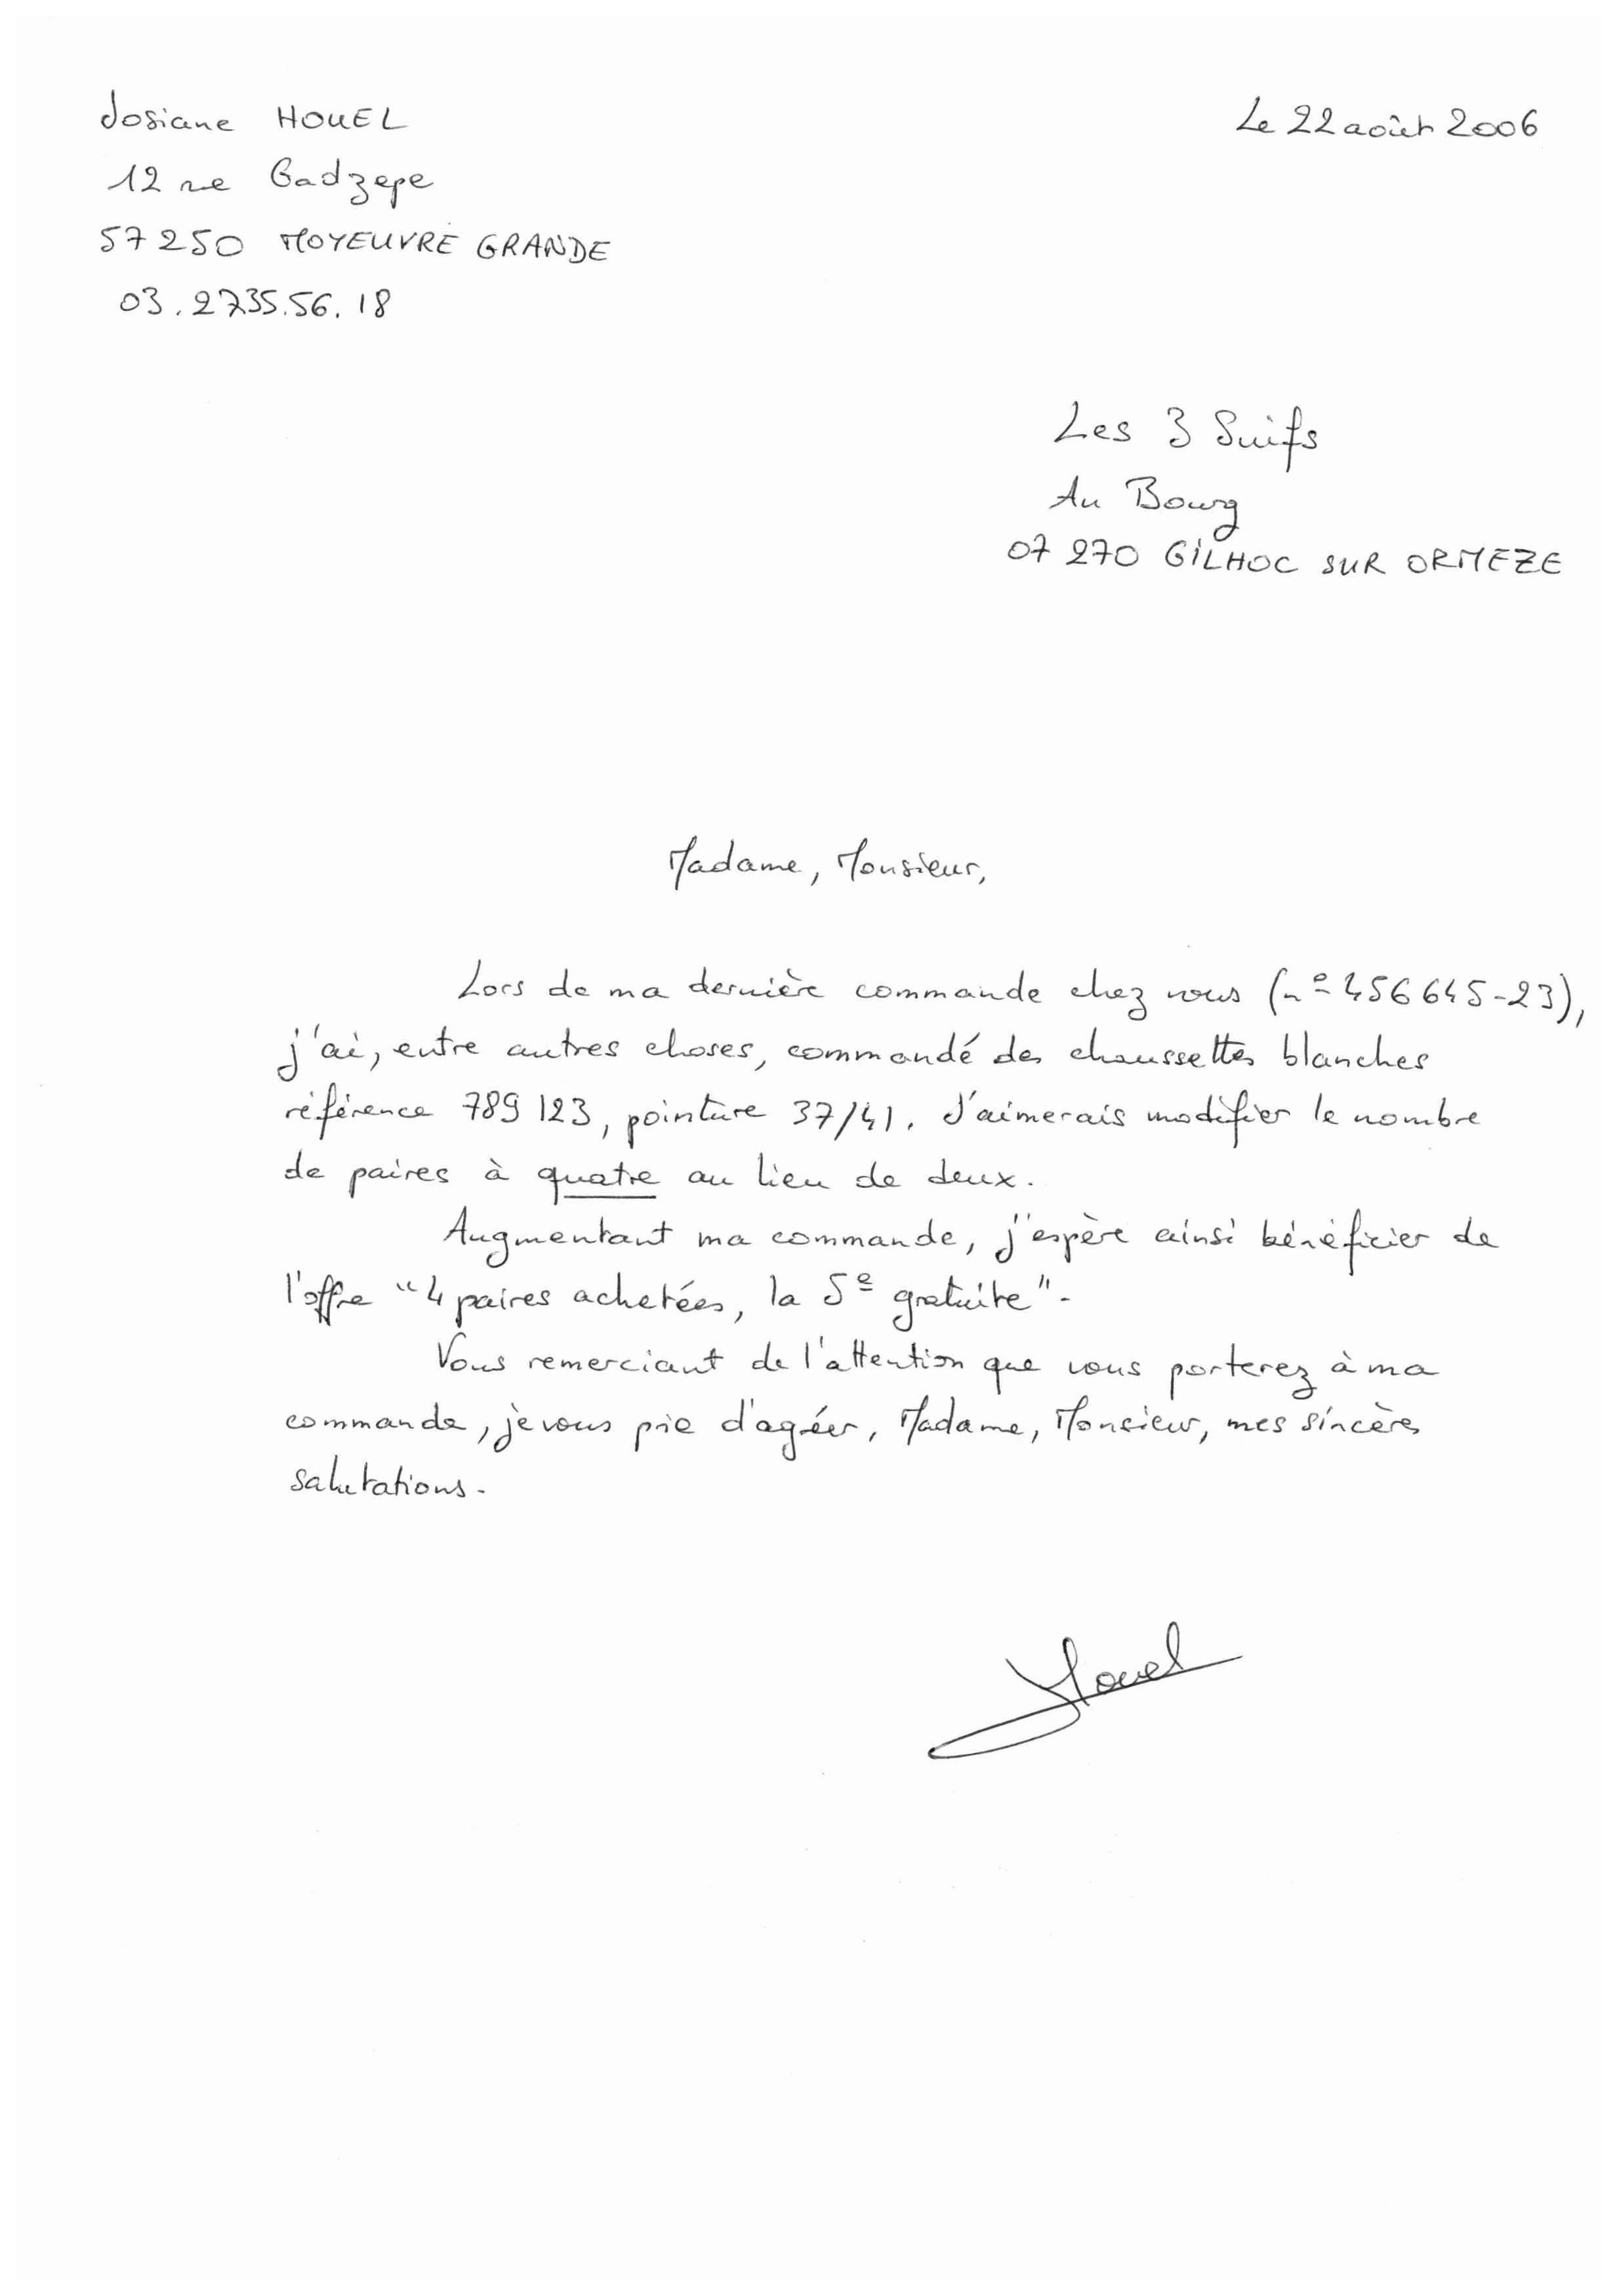 Josiane HOUEL
Le 22 août 2006
12 rue Gadzepe
57250 MOYEUVRE GRANDE
03.27.35.56.18
Les 3 Suifs
Au Bourg
07 270 GILHOC SUR ORMEZE
Madame, Monsieur,
Lors de ma dernière commande chez vous (n° 456645-23),
j'ai, entre autres choses, commandé des chaussettes blanches
référence 789 123, pointure 37/41. J'aimerais modifier le nombre
de paires à quatre au lieu de deux.
Augmentant ma commande, j'espère ainsi bénéficier de
l'offre "4 paires achetées, la 5e gratuite".
Vous remerciant de l'attention que vous porterez à ma
commande, je vous prie d'agréer, Madame, Monsieur, mes sincères
salutations.
Houel